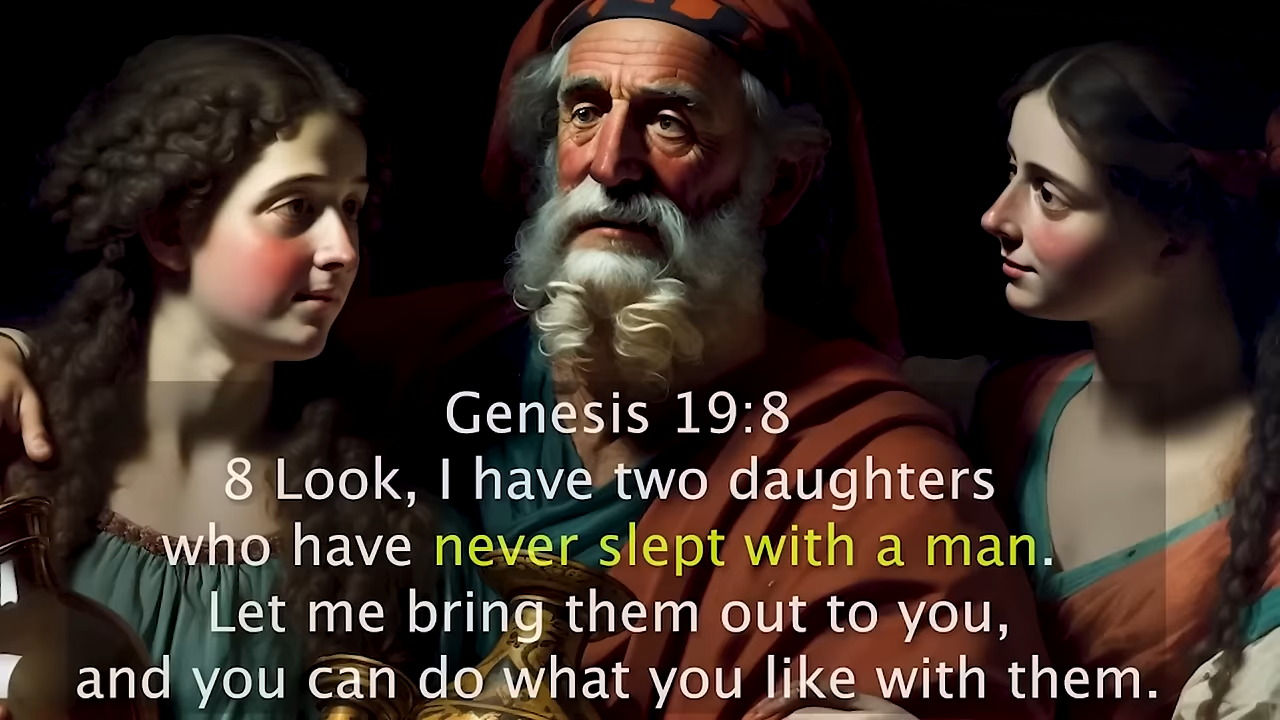 Genesis 19:8
8 Look, I have two daughters
who have never slept with a man.
Let me bring them out to you,
and you can do what you like with them.